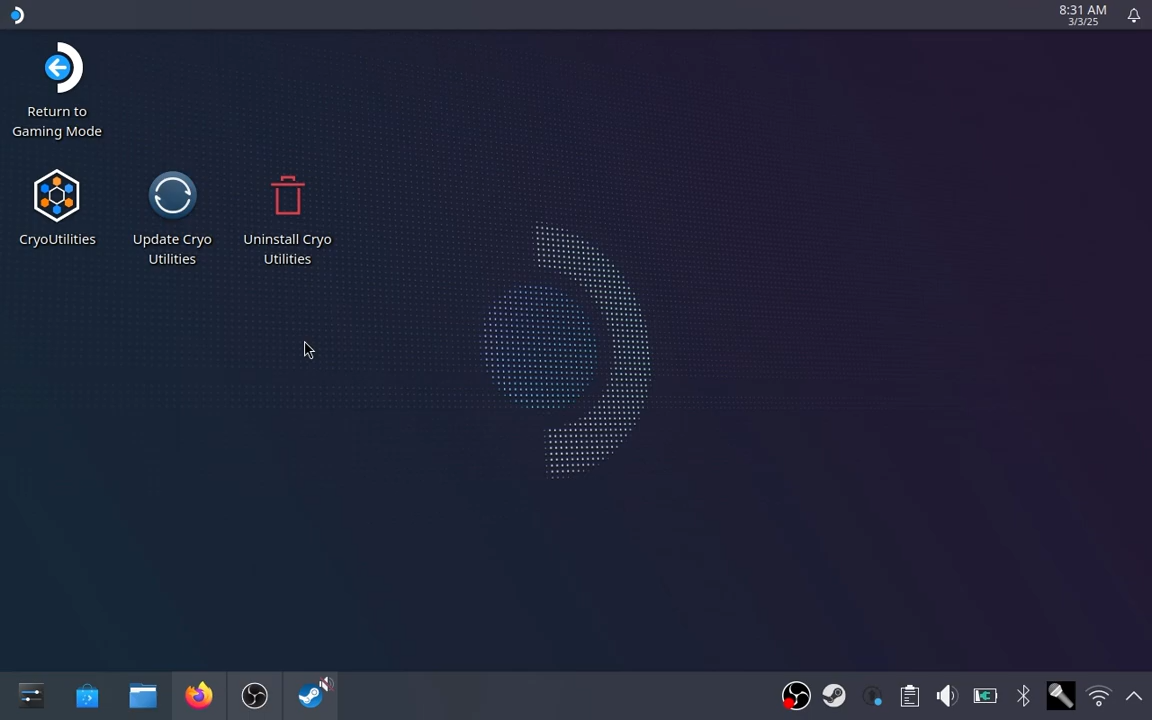 8:31 AM
3/3/25
Return to
Gaming Mode
CryoUtilities
Update Cryo
Utilities
Uninstall Cryo
Utilities